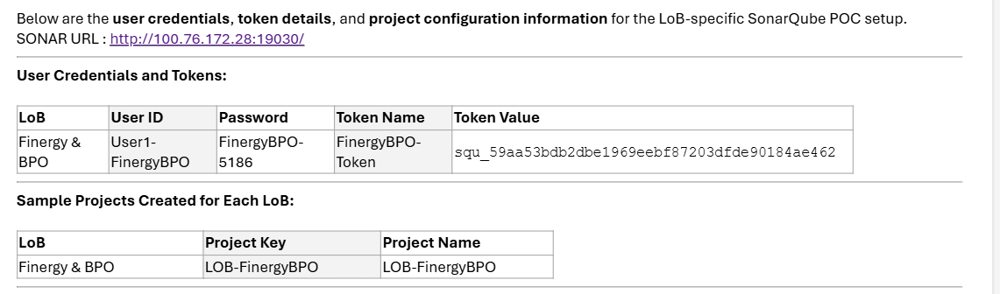 Below are the user credentials, token details, and project configuration information for the LoB-specific SonarQube POC setup.
SONAR URL : http://100.76.172.28:19030/
User Credentials and Tokens:
LoB User ID Password Token Name Token Value
Finergy & BPO User1-FinergyBPO FinergyBPO-5186 FinergyBPO-Token squ_59aa53bdb2dbe1969eebf87203dfde90184ae462
Sample Projects Created for Each LoB:
LoB Project Key Project Name
Finergy & BPO LOB-FinergyBPO LOB-FinergyBPO